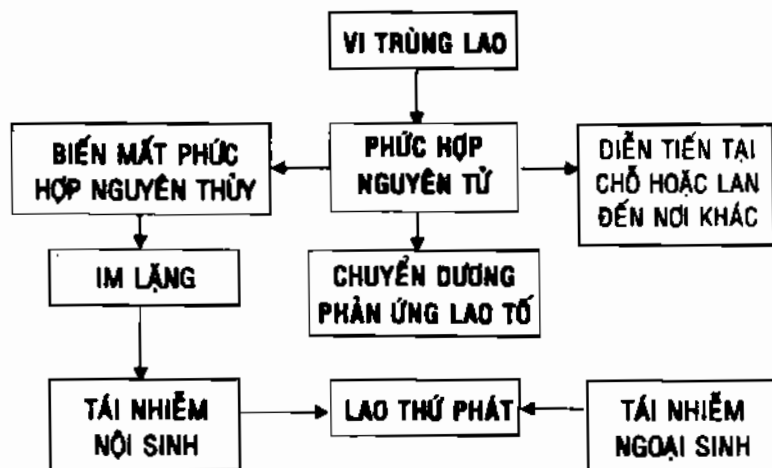 VI TRÙNG LAO
BIẾN MẤT PHỨC
HỢP NGUYÊN THỦY
PHỨC HỢP
NGUYÊN TỬ
DIỄN TIẾN TẠI
CHỖ HOẶC LAN
ĐẾN NƠI KHÁC
IM LẶNG
CHUYỂN DƯƠNG
PHẢN ỨNG LAO TỐ
TÁI NHIỄM
NỘI SINH
LAO THỨ PHÁT
TÁI NHIỄM
NGOẠI SINH